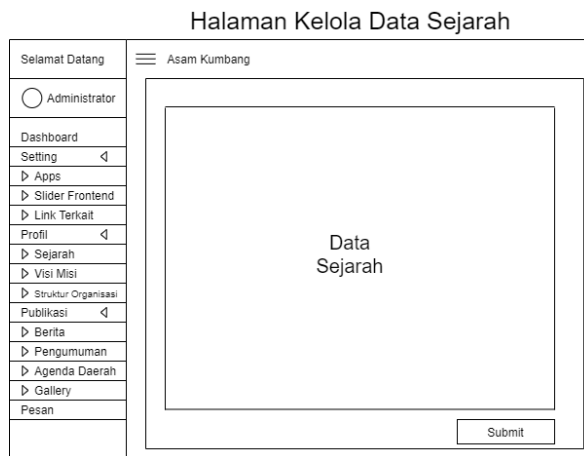 Halaman Kelola Data Sejarah
Selamat Datang
Asam Kumbang
Administrator
Dashboard
Setting
Apps
Slider Frontend
Link Terkait
Profil
Sejarah
Visi Misi
Struktur Organisasi
Publikasi
Berita
Pengumuman
Agenda Daerah
Gallery
Pesan
Data
Sejarah
Submit